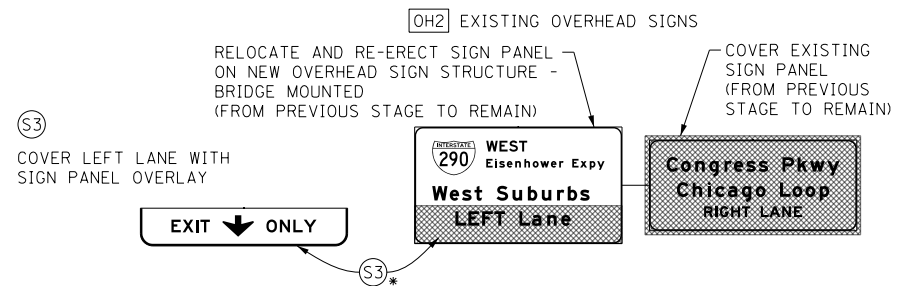 OH2 EXISTING OVERHEAD SIGNS
RELOCATE AND RE-ERECT SIGN PANEL
ON NEW OVERHEAD SIGN STRUCTURE -
BRIDGE MOUNTED
(FROM PREVIOUS STAGE TO REMAIN)
COVER EXISTING
SIGN PANEL
(FROM PREVIOUS
STAGE TO REMAIN)
S3
COVER LEFT LANE WITH
SIGN PANEL OVERLAY
INTERSTATE
290
WEST
Eisenhower Expy
West Suburbs
LEFT Lane
Congress Pkwy
Chicago Loop
RIGHT LANE
EXIT ONLY
S3*